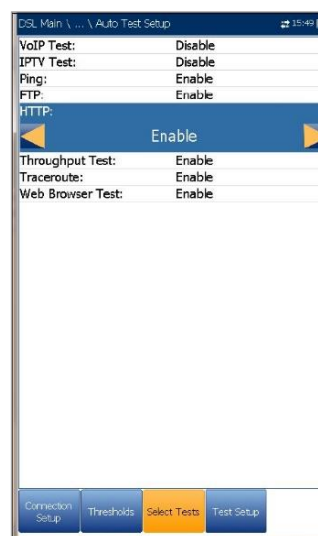 DSL Main \ ... \ Auto Test Setup 15:49
VoIP Test: Disable
IPTV Test: Disable
Ping: Enable
FTP: Enable
HTTP:
Enable
Throughput Test: Enable
Traceroute: Enable
Web Browser Test: Enable
Connection Setup Thresholds Select Tests Test Setup